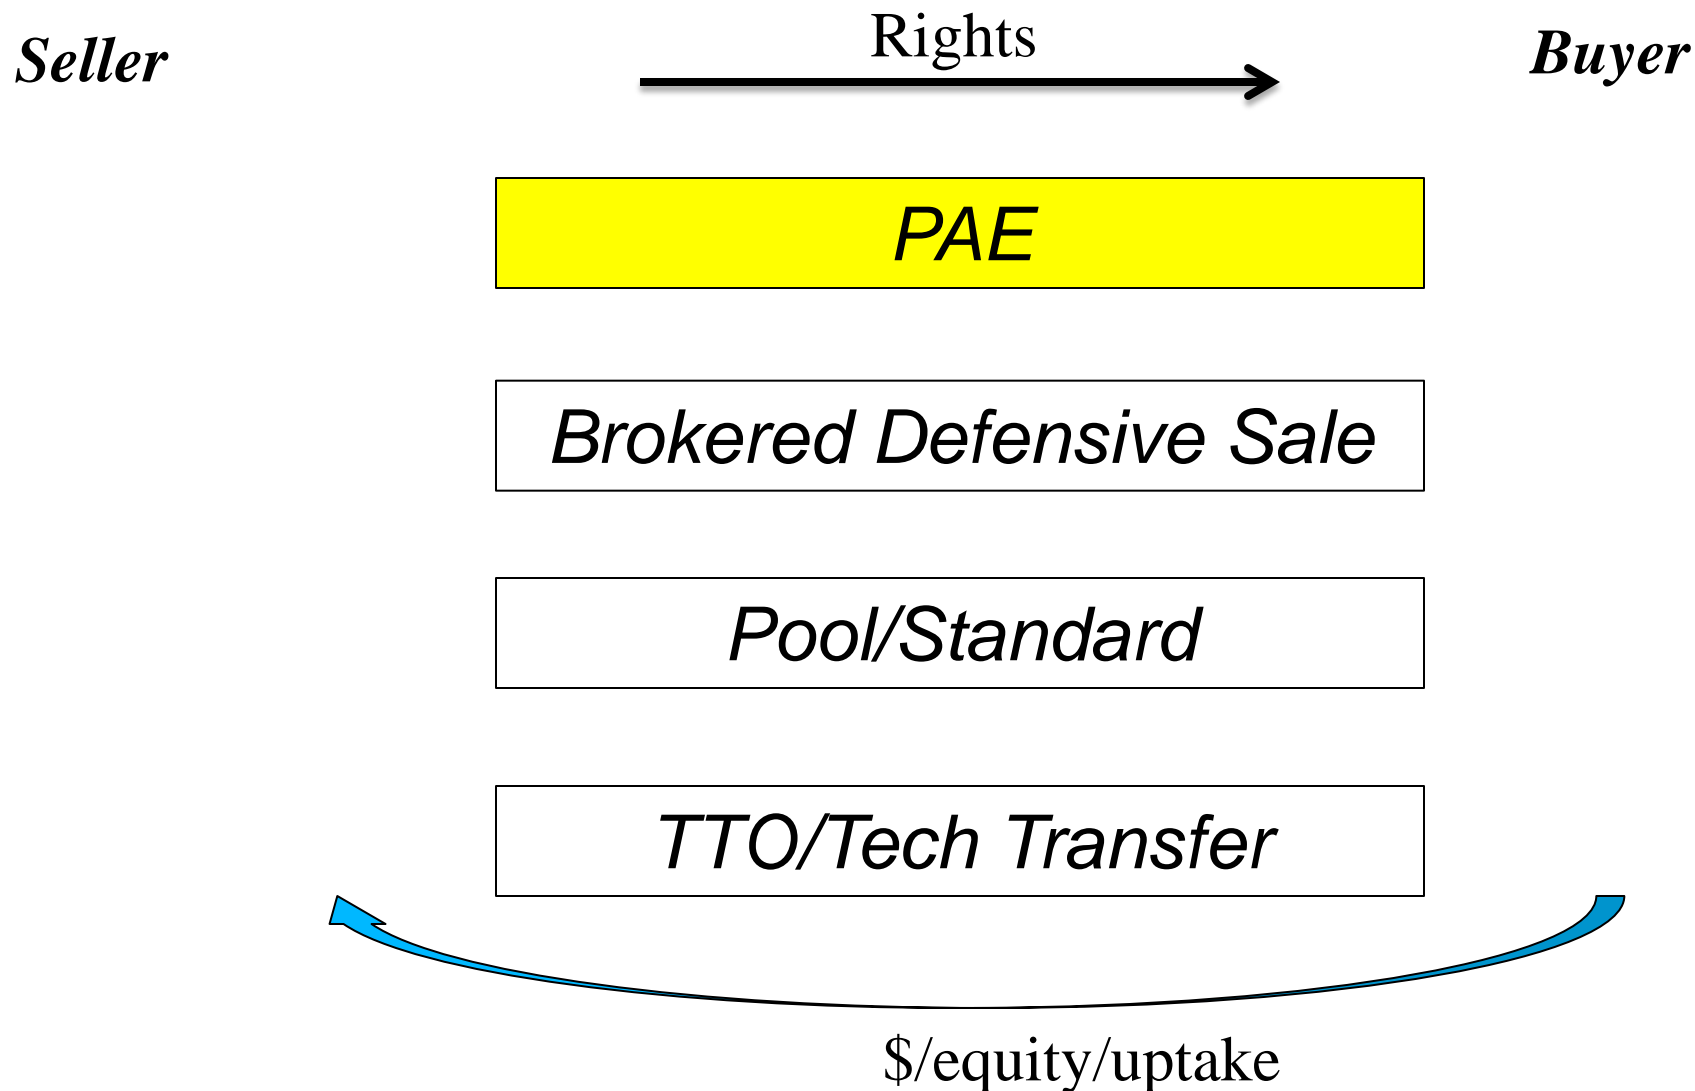 Seller
Rights
Buyer
PAE
Brokered Defensive Sale
Pool/Standard
TTO/Tech Transfer
$/equity/uptake